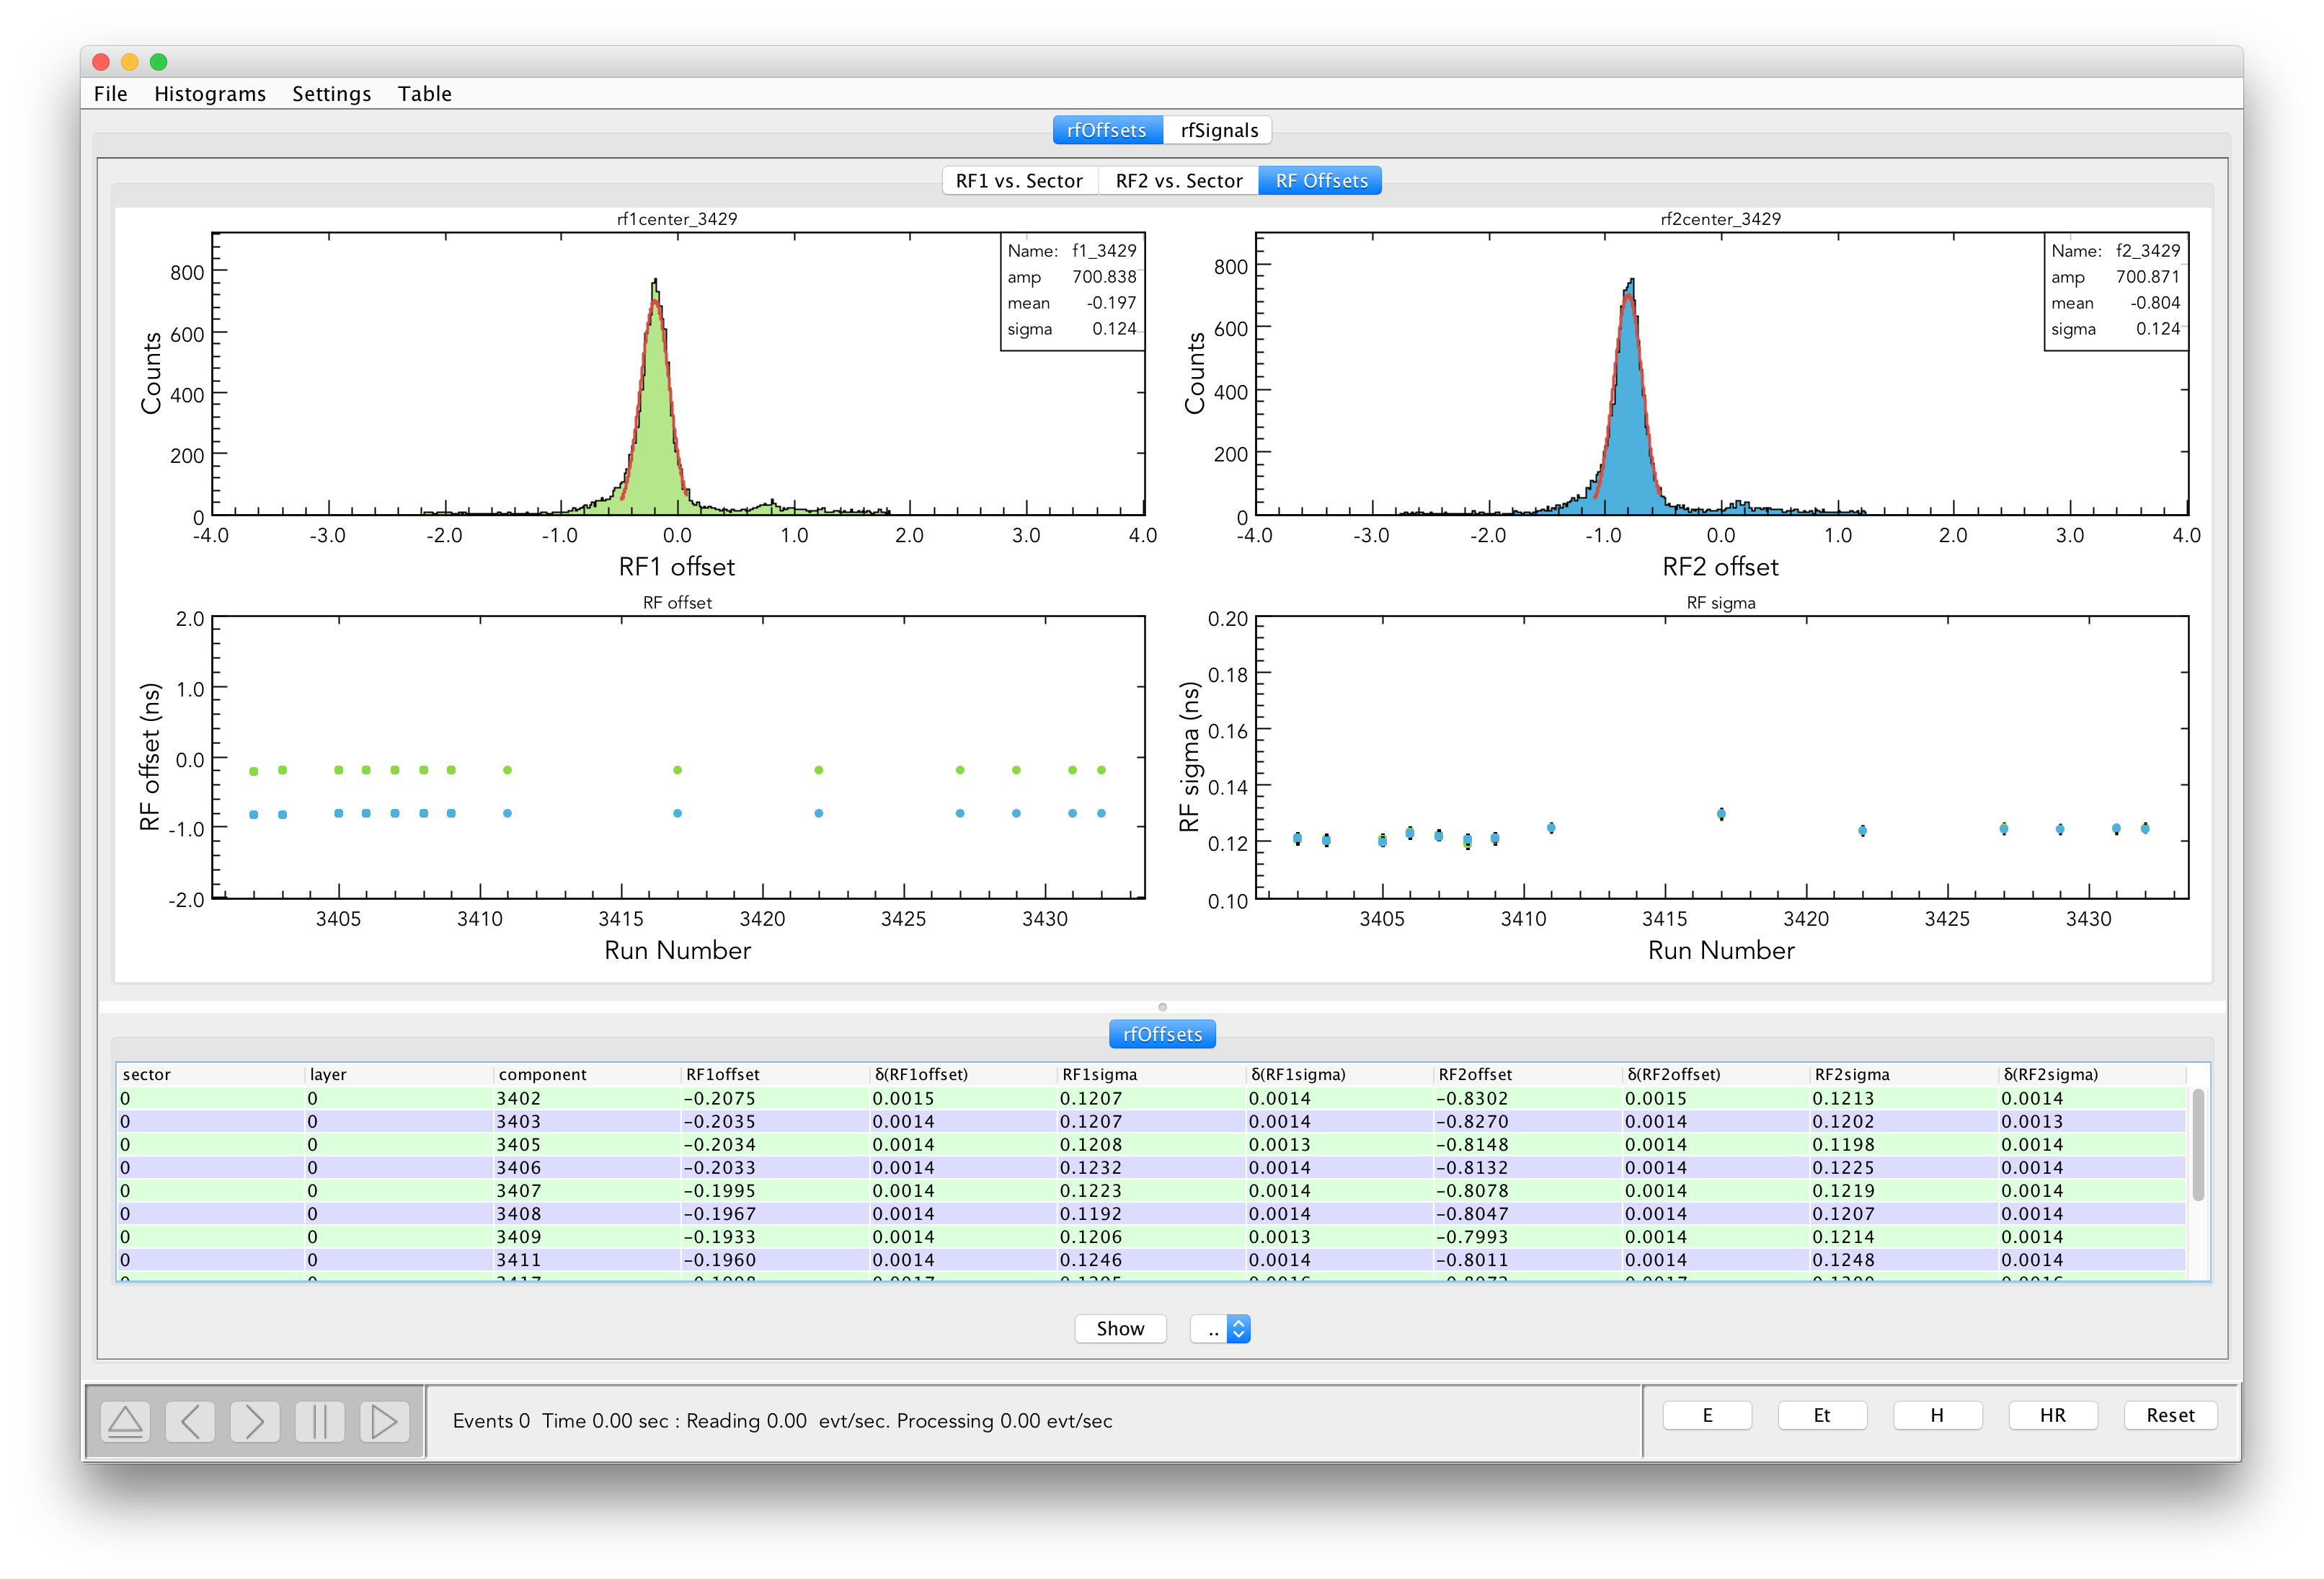 File Histograms Settings Table
rfOffsets rfSignals
RF1 vs. Sector RF2 vs. Sector RF Offsets
rf1center_3429
Name: f1_3429
amp 700.838
mean -0.197
sigma 0.124
Counts
800
600
400
200
0
-4.0 -3.0 -2.0 -1.0 0.0 1.0 2.0 3.0 4.0
RF1 offset
rf2center_3429
Name: f2_3429
amp 700.871
mean -0.804
sigma 0.124
Counts
800
600
400
200
0
-4.0 -3.0 -2.0 -1.0 0.0 1.0 2.0 3.0 4.0
RF2 offset
RF offset
RF offset (ns)
2.0
1.0
0.0
-1.0
-2.0
3405 3410 3415 3420 3425 3430
Run Number
RF sigma
RF sigma (ns)
0.20
0.18
0.16
0.14
0.12
0.10
3405 3410 3415 3420 3425 3430
Run Number
rfOffsets
sector layer component RF1offset δ(RF1offset) RF1sigma δ(RF1sigma) RF2offset δ(RF2offset) RF2sigma δ(RF2sigma)
0 0 3402 -0.2075 0.0015 0.1207 0.0014 -0.8302 0.0015 0.1213 0.0014
0 0 3403 -0.2035 0.0014 0.1207 0.0014 -0.8270 0.0014 0.1202 0.0013
0 0 3405 -0.2034 0.0014 0.1208 0.0013 -0.8148 0.0014 0.1198 0.0014
0 0 3406 -0.2033 0.0014 0.1232 0.0014 -0.8132 0.0014 0.1225 0.0014
0 0 3407 -0.1995 0.0014 0.1223 0.0014 -0.8078 0.0014 0.1219 0.0014
0 0 3408 -0.1967 0.0014 0.1192 0.0014 -0.8047 0.0014 0.1207 0.0014
0 0 3409 -0.1933 0.0014 0.1206 0.0013 -0.7993 0.0014 0.1214 0.0014
0 0 3411 -0.1960 0.0014 0.1246 0.0014 -0.8011 0.0014 0.1248 0.0014
Show ..
Events 0 Time 0.00 sec : Reading 0.00 evt/sec. Processing 0.00 evt/sec
E Et H HR Reset